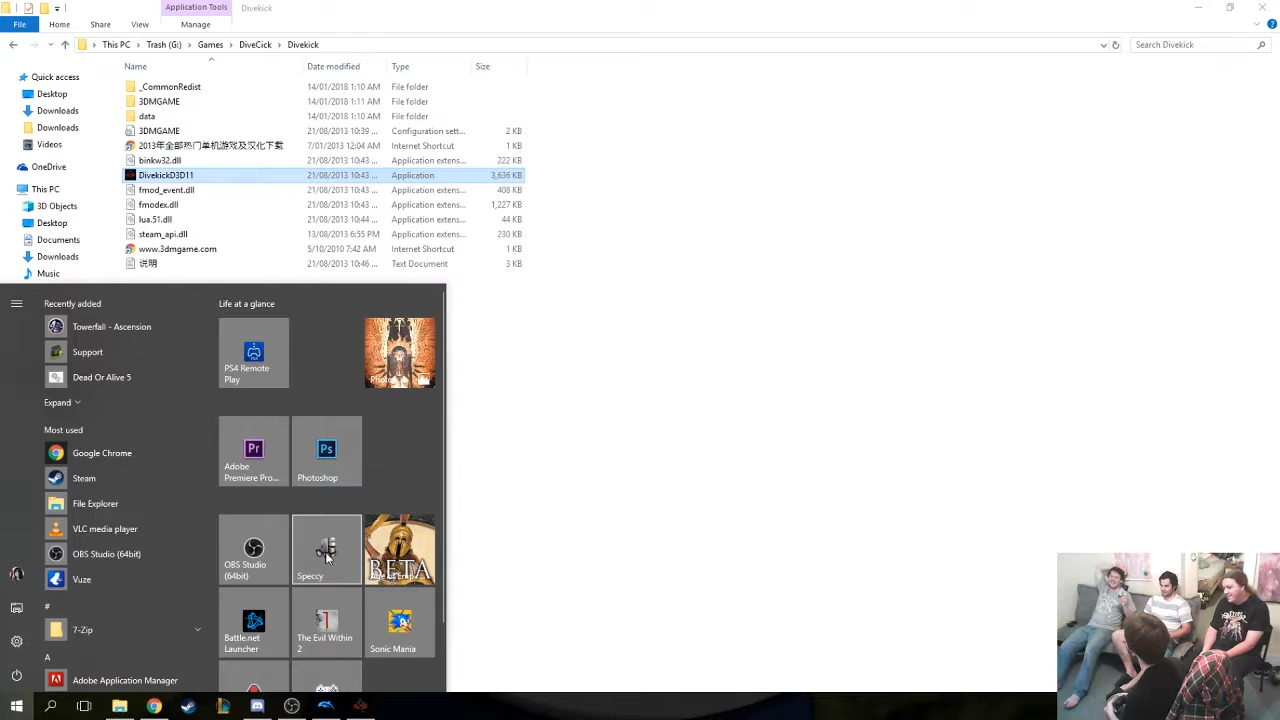 Application Tools
Divekick
File
Home
Share
View
Manage
This PC
Trash (G:)
Games
DiveCick
Divekick
Search Divekick
Name
Date modified
Type
Size
Quick access
Desktop
Downloads
Downloads
Videos
OneDrive
This PC
3D Objects
Desktop
Documents
Downloads
Music
_CommonRedist 14/01/2018 1:10 AM File folder
3DMGAME 14/01/2018 1:11 AM File folder
data 14/01/2018 1:10 AM File folder
3DMGAME 21/08/2013 10:39 ... Configuration sett... 2 KB
2013年全部热门单机游戏及汉化下载 7/01/2013 12:04 AM Internet Shortcut 1 KB
binkw32.dll 21/08/2013 10:43 ... Application extens... 222 KB
DivekickD3D11 21/08/2013 10:43 ... Application 3,636 KB
fmod_event.dll 21/08/2013 10:43 ... Application extens... 408 KB
fmodex.dll 21/08/2013 10:43 ... Application extens... 1,227 KB
lua.51.dll 21/08/2013 10:44 ... Application extens... 44 KB
steam_api.dll 13/08/2013 6:55 PM Application extens... 230 KB
www.3dmgame.com 5/10/2010 7:42 AM Internet Shortcut 1 KB
说明 21/08/2013 10:46 ... Text Document 3 KB
Recently added
Towerfall - Ascension
Support
Dead Or Alive 5
Expand
Most used
Google Chrome
Steam
File Explorer
VLC media player
OBS Studio (64bit)
Vuze
#
7-Zip
A
Adobe Application Manager
Life at a glance
PS4 Remote
Play
Pr
Adobe
Premiere Pro...
Ps
Photoshop
OBS Studio
(64bit)
Speccy
BETA
Battle.net
Launcher
The Evil Within
2
Sonic Mania